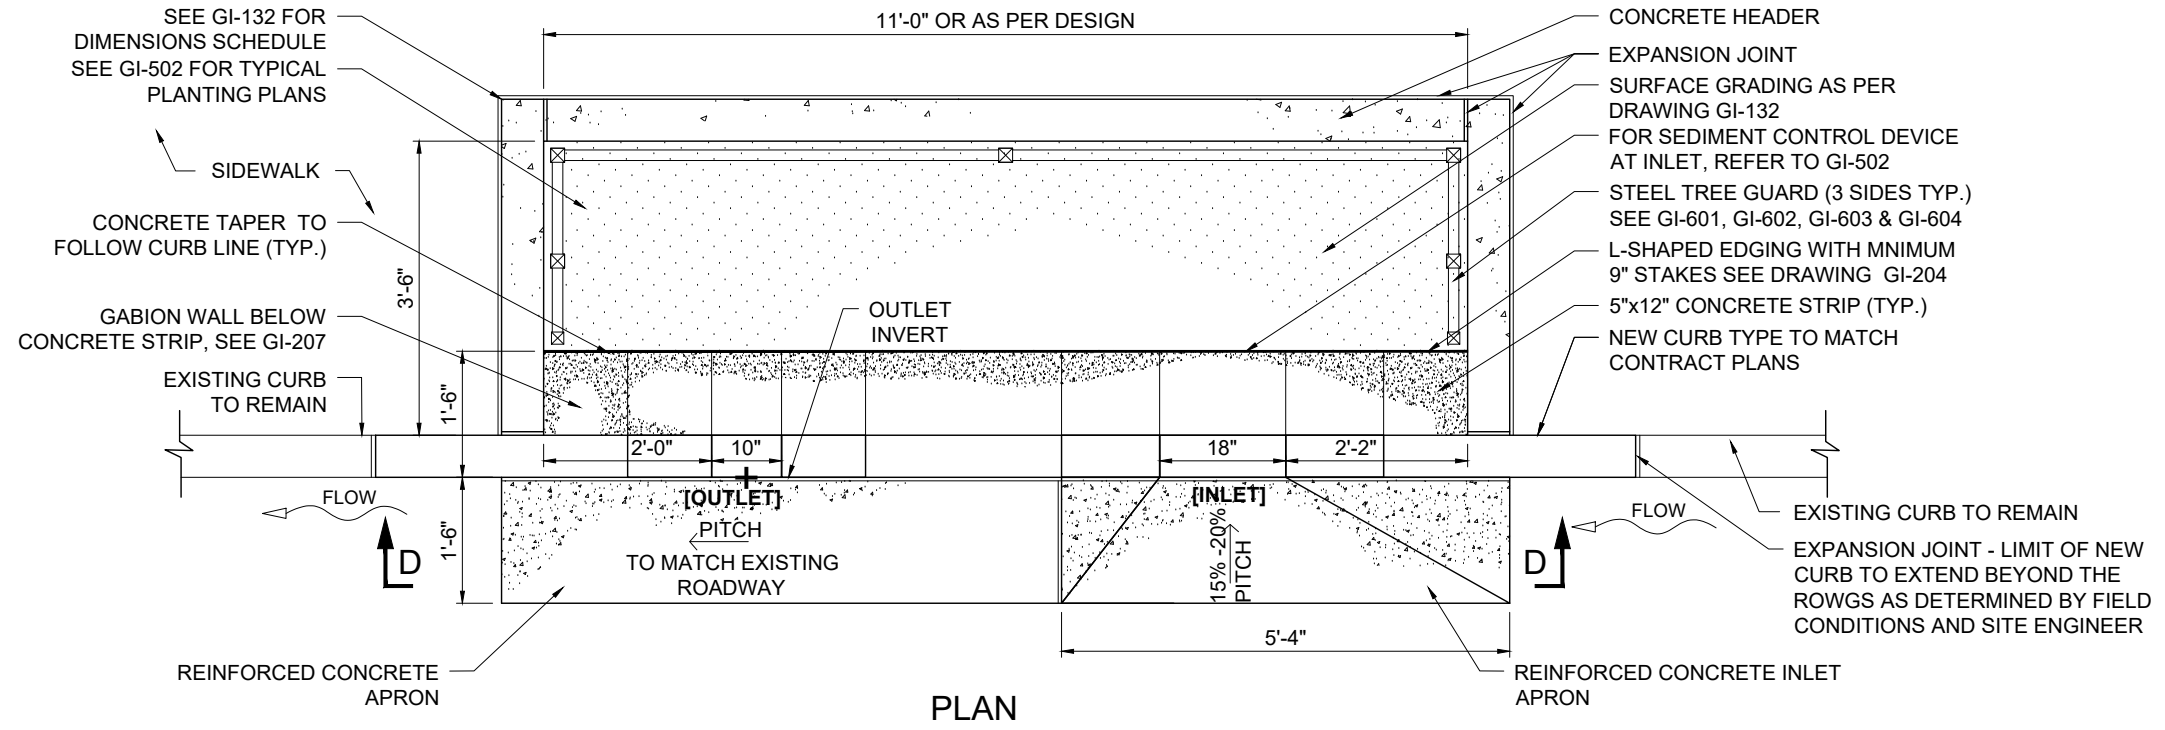 SEE GI-132 FOR
DIMENSIONS SCHEDULE
SEE GI-502 FOR TYPICAL
PLANTING PLANS
SIDEWALK
CONCRETE TAPER TO
FOLLOW CURB LINE (TYP.)
GABION WALL BELOW
CONCRETE STRIP, SEE GI-207
EXISTING CURB
TO REMAIN
11'-0" OR AS PER DESIGN
3'-6"
1'-6"
1'-6"
OUTLET
INVERT
2'-0"
10"
18"
2'-2"
FLOW
D
[OUTLET]
PITCH
TO MATCH EXISTING
ROADWAY
[INLET]
15% -20%
PITCH
D
FLOW
5'-4"
CONCRETE HEADER
EXPANSION JOINT
SURFACE GRADING AS PER
DRAWING GI-132
FOR SEDIMENT CONTROL DEVICE
AT INLET, REFER TO GI-502
STEEL TREE GUARD (3 SIDES TYP.)
SEE GI-601, GI-602, GI-603 & GI-604
L-SHAPED EDGING WITH MNIMUM
9" STAKES SEE DRAWING GI-204
5"x12" CONCRETE STRIP (TYP.)
NEW CURB TYPE TO MATCH
CONTRACT PLANS
EXISTING CURB TO REMAIN
EXPANSION JOINT - LIMIT OF NEW
CURB TO EXTEND BEYOND THE
ROWGS AS DETERMINED BY FIELD
CONDITIONS AND SITE ENGINEER
REINFORCED CONCRETE
APRON
REINFORCED CONCRETE INLET
APRON
PLAN